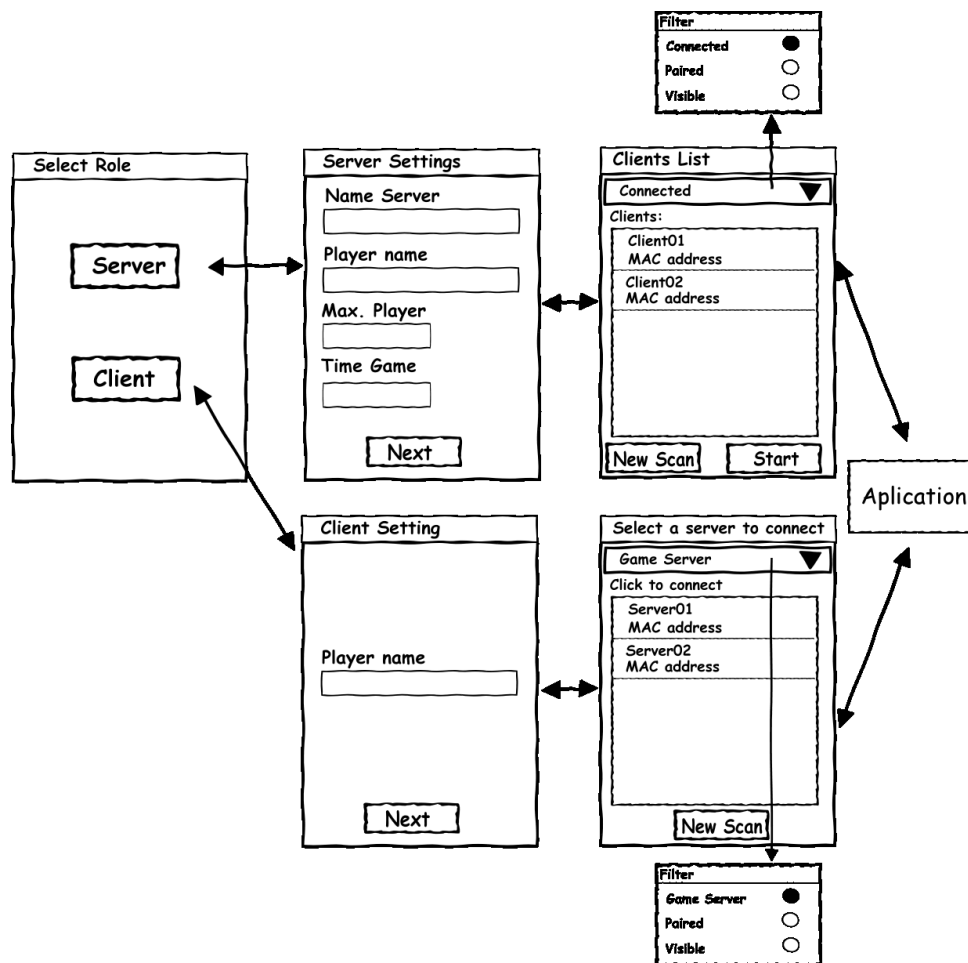 Filter
Connected
Paired
Visible
Select Role
Server
Client
Server Settings
Name Server
Player name
Max. Player
Time Game
Next
Clients List
Connected
Clients:
Client01
MAC address
Client02
MAC address
New Scan
Start
Aplication
Client Setting
Player name
Next
Select a server to connect
Game Server
Click to connect
Server01
MAC address
Server02
MAC address
New Scan
Filter
Game Server
Paired
Visible